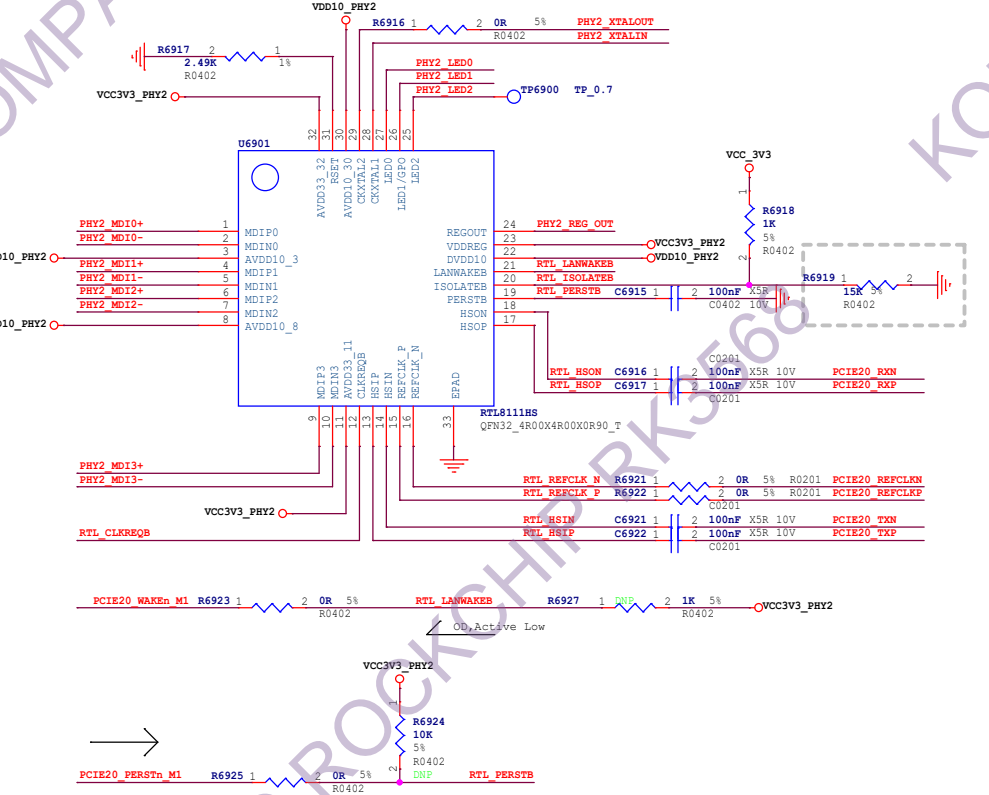 VDD10_PHY2
R6916 1 2 0R 5% PHY2_XTALOUT
R0402 PHY2_XTALIN
R6917 2 1
2.49K 1%
R0402
PHY2_LED0
PHY2_LED1
PHY2_LED2
TP6900 TP_0.7
VCC3V3_PHY2
32 31 30 29 28 27 26 25
U6901
AVDD33_32 RSET AVDD10_30 CKXTAL2 CKXTAL1 LED0 LED1/GPO LED2
VCC_3V3
1
R6918
1K
5%
2 R0402
PHY2_MDI0+ 1 MDIP0
PHY2_MDI0- 2 MDIN0
D10_PHY2 3 AVDD10_3
PHY2_MDI1+ 4 MDIP1
PHY2_MDI1- 5 MDIN1
PHY2_MDI2+ 6 MDIP2
PHY2_MDI2- 7 MDIN2
D10_PHY2 8 AVDD10_8
REGOUT 24 PHY2_REG_OUT
VDDREG 23 VCC3V3_PHY2
DVDD10 22 VDD10_PHY2
LANWAKEB 21 RTL_LANWAKEB
ISOLATEB 20 RTL_ISOLATEB
PERSTB 19 RTL_PERSTB C6915 1 2 100nF X5R
C0402 10V
HSON 18
HSOP 17
R6919 1 2
15K 5%
R0402
C0201
RTL_HSON C6916 1 2 100nF X5R 10V PCIE20_RXN
RTL_HSOP C6917 1 2 100nF X5R 10V PCIE20_RXP
C0201
MDIP3 MDIN3 AVDD33_11 CLKREQB HSIP HSIN REFCLK_P REFCLK_N EPAD
9 10 11 12 13 14 15 16 33
RTL8111HS
QFN32_4R00X4R00X0R90_T
PHY2_MDI3+
PHY2_MDI3-
VCC3V3_PHY2
RTL_CLKREQB
RTL_REFCLK_N R6921 1 2 0R 5% R0201 PCIE20_REFCLKN
RTL_REFCLK_P R6922 1 2 0R 5% R0201 PCIE20_REFCLKP
C0201
RTL_HSIN C6921 1 2 100nF X5R 10V PCIE20_TXN
RTL_HSIP C6922 1 2 100nF X5R 10V PCIE20_TXP
C0201
PCIE20_WAKEn_M1 R6923 1 2 0R 5% RTL_LANWAKEB R6927 1 DNP 2 1K 5% VCC3V3_PHY2
R0402 R0402
OD,Active Low
VCC3V3_PHY2
1
R6924
10K
5%
R0402
2 DNP
PCIE20_PERSTn_M1 R6925 1 2 0R 5% RTL_PERSTB
R0402
ROCKCHIP RK3568